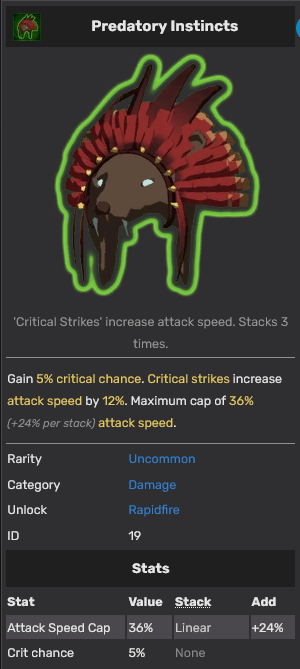 Predatory Instincts
'Critical Strikes' increase attack speed. Stacks 3
times.
Gain 5% critical chance. Critical strikes increase
attack speed by 12%. Maximum cap of 36%
(+24% per stack) attack speed.
Rarity Uncommon
Category Damage
Unlock Rapidfire
ID 19
Stats
Stat Value Stack Add
Attack Speed Cap 36% Linear +24%
Crit chance 5% None